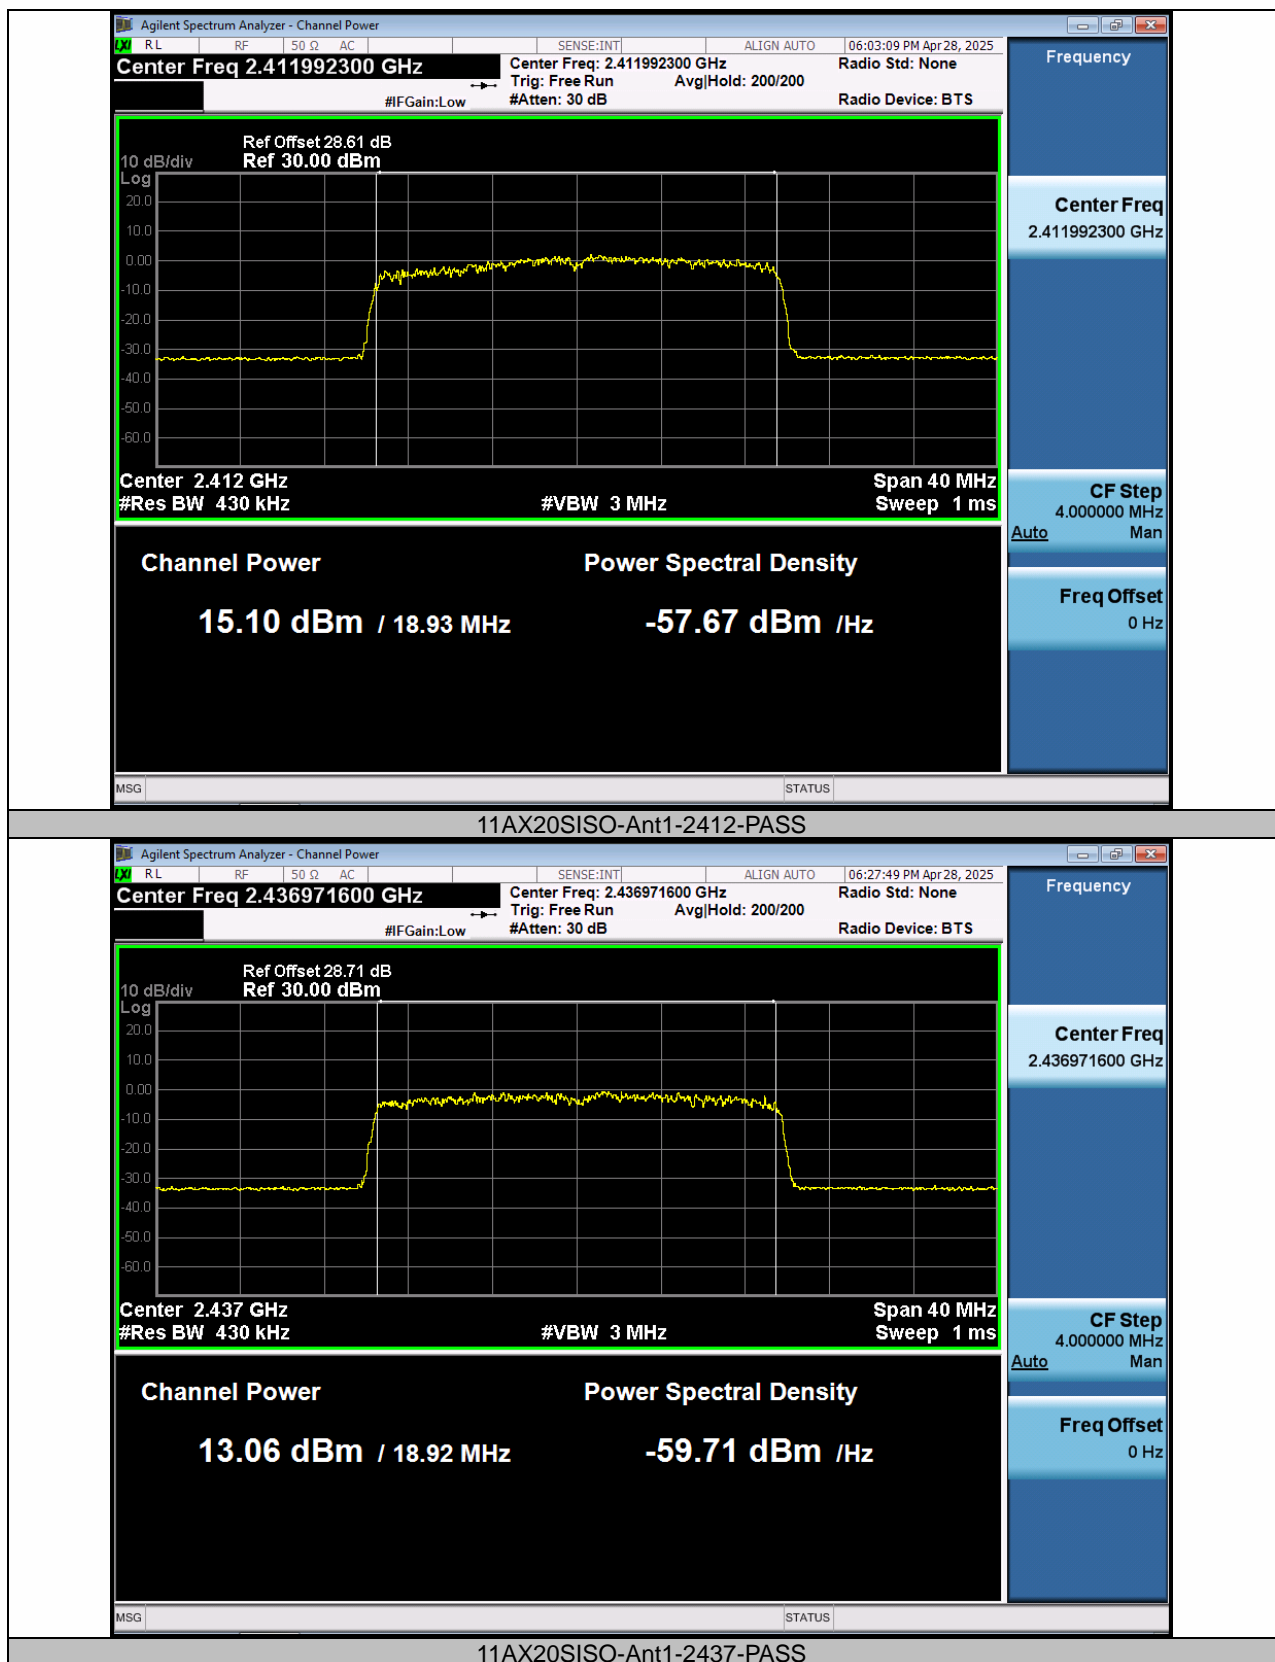 Agilent Spectrum Analyzer - Channel Power
LXI RL RF 50 Ω AC SENSE:INT ALIGN AUTO 06:03:09 PM Apr 28, 2025
Center Freq 2.411992300 GHz
Center Freq: 2.411992300 GHz Radio Std: None
Trig: Free Run Avg|Hold: 200/200
#IFGain:Low #Atten: 30 dB Radio Device: BTS
Ref Offset 28.61 dB
10 dB/div Ref 30.00 dBm
Log
20.0
10.0
0.00
-10.0
-20.0
-30.0
-40.0
-50.0
-60.0
Center 2.412 GHz Span 40 MHz
#Res BW 430 kHz #VBW 3 MHz Sweep 1 ms
Channel Power Power Spectral Density
15.10 dBm / 18.93 MHz -57.67 dBm /Hz
MSG STATUS
Frequency
Center Freq
2.411992300 GHz
CF Step
4.000000 MHz
Auto Man
Freq Offset
0 Hz
11AX20SISO-Ant1-2412-PASS
Agilent Spectrum Analyzer - Channel Power
LXI RL RF 50 Ω AC SENSE:INT ALIGN AUTO 06:27:49 PM Apr 28, 2025
Center Freq 2.436971600 GHz
Center Freq: 2.436971600 GHz Radio Std: None
Trig: Free Run Avg|Hold: 200/200
#IFGain:Low #Atten: 30 dB Radio Device: BTS
Ref Offset 28.71 dB
10 dB/div Ref 30.00 dBm
Log
20.0
10.0
0.00
-10.0
-20.0
-30.0
-40.0
-50.0
-60.0
Center 2.437 GHz Span 40 MHz
#Res BW 430 kHz #VBW 3 MHz Sweep 1 ms
Channel Power Power Spectral Density
13.06 dBm / 18.92 MHz -59.71 dBm /Hz
MSG STATUS
Frequency
Center Freq
2.436971600 GHz
CF Step
4.000000 MHz
Auto Man
Freq Offset
0 Hz
11AX20SISO-Ant1-2437-PASS